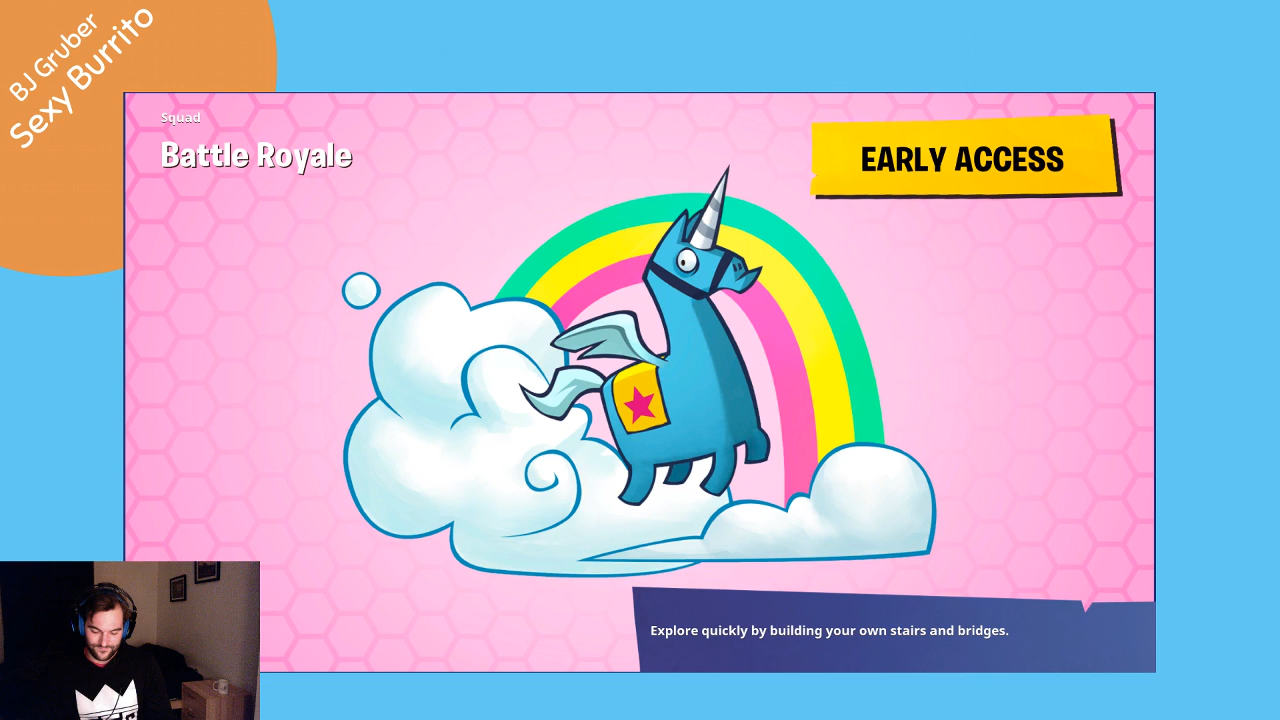 BJ Gruber
Sexy Burrito
Squad
Battle Royale
EARLY ACCESS
Explore quickly by building your own stairs and bridges.